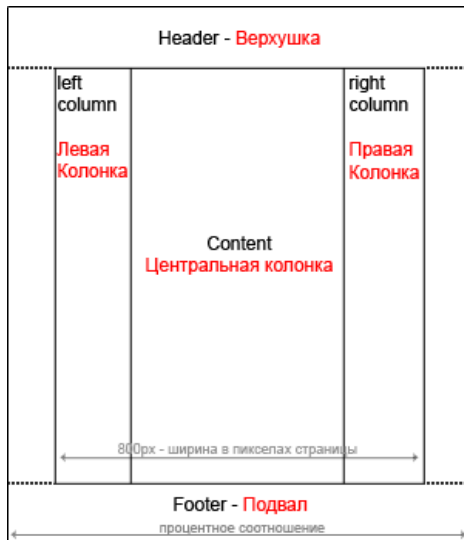 Header - Верхушка
left
column
Левая
Колонка
right
column
Правая
Колонка
Content
Центральная колонка
800px - ширина в пикселах страницы
Footer - Подвал
процентное соотношение